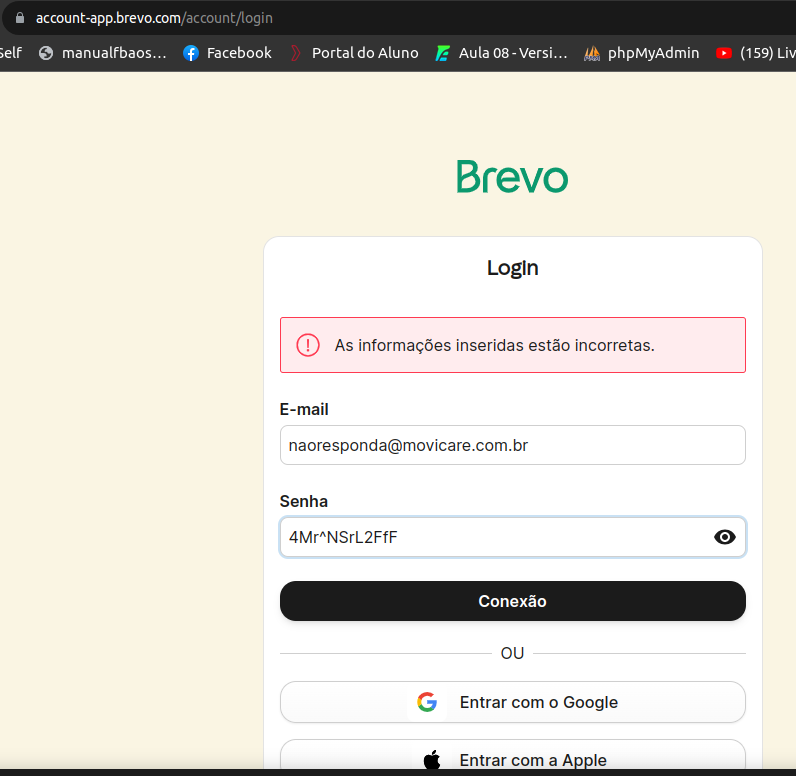 account-app.brevo.com/account/login
Self manualfbaos... Facebook Portal do Aluno Aula 08 - Versi... phpMyAdmin (159) Liv
Brevo
Login
As informações inseridas estão incorretas.
E-mail
naoresponda@movicare.com.br
Senha
4Mr^NSrL2FfF
Conexão
OU
Entrar com o Google
Entrar com a Apple